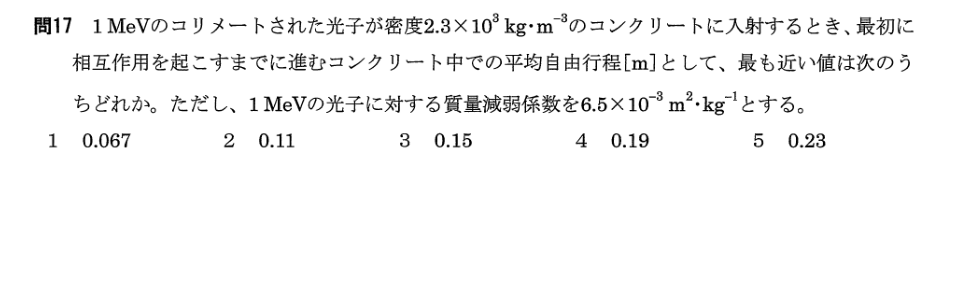 問17 1 MeVのコリメートされた光子が密度2.3×10³ kg·m⁻³のコンクリートに入射するとき、最初に
相互作用を起こすまでに進むコンクリート中での平均自由行程[m]として、最も近い値は次のう
ちどれか。ただし、1 MeVの光子に対する質量減弱係数を6.5×10⁻³ m²·kg⁻¹とする。
1 0.067 2 0.11 3 0.15 4 0.19 5 0.23